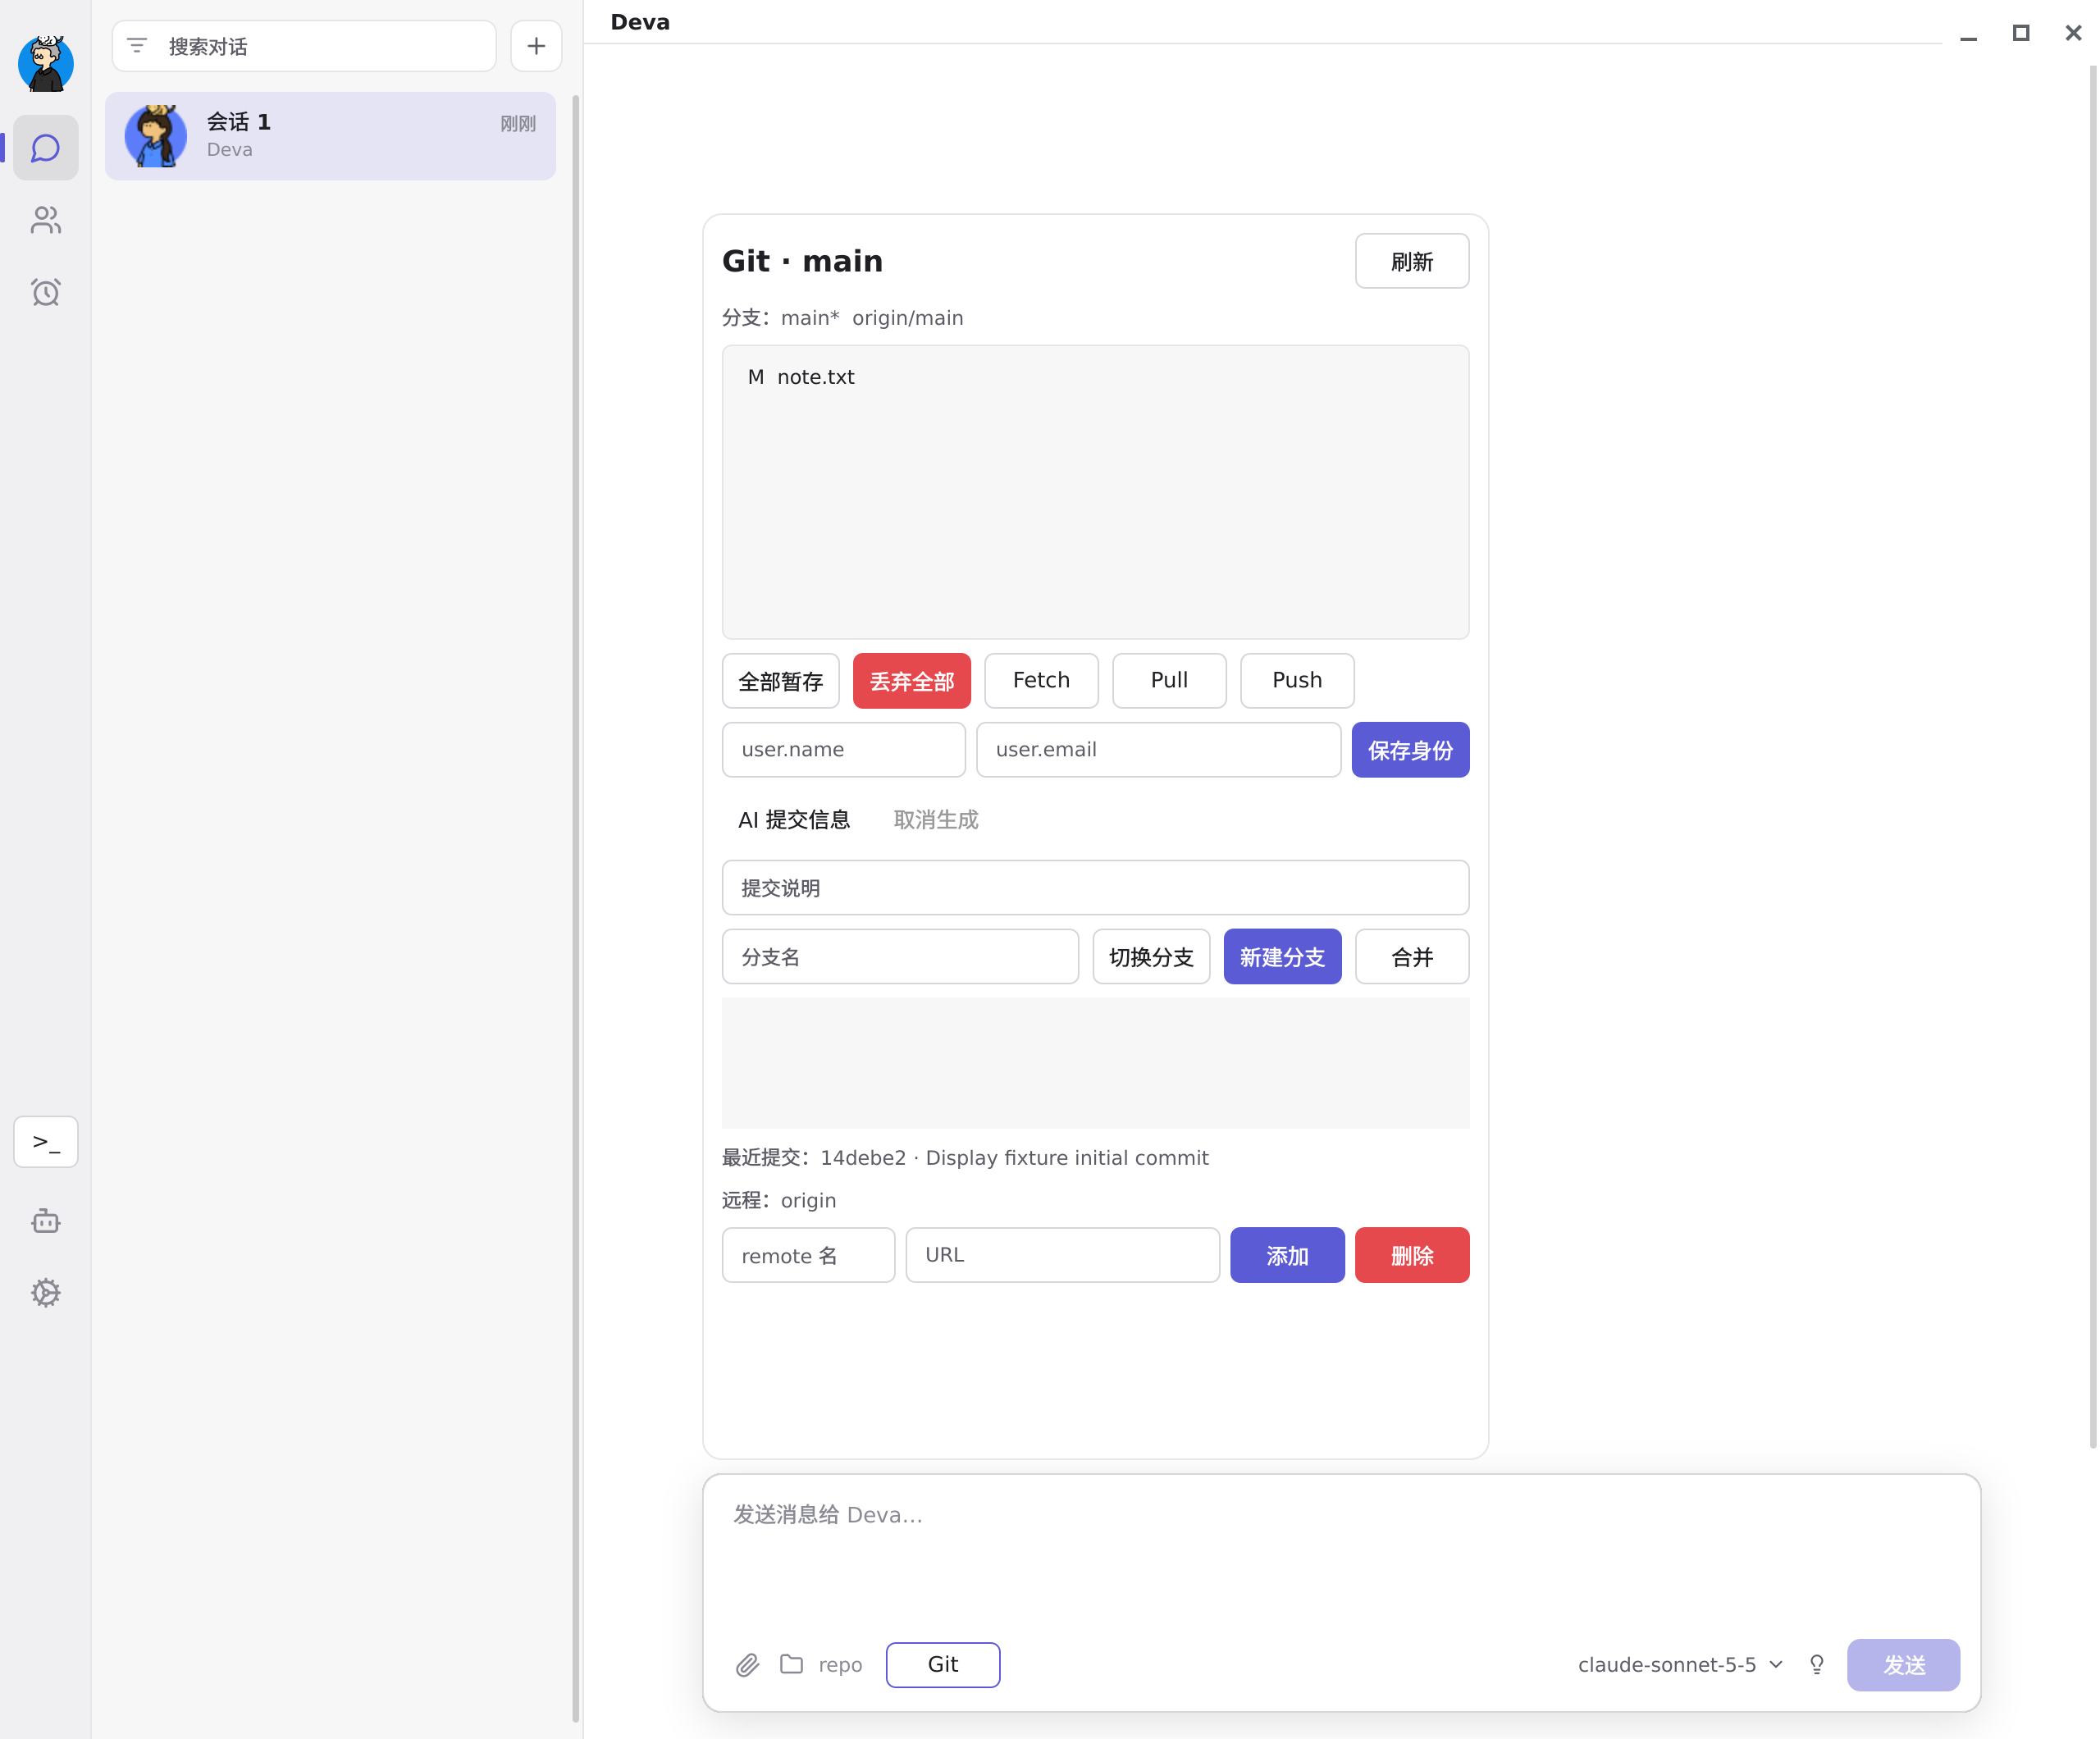 搜索对话
会话 1
刚刚
Deva
Deva
Git · main
刷新
分支：main*  origin/main
M  note.txt
全部暂存
丢弃全部
Fetch
Pull
Push
user.name
user.email
保存身份
AI 提交信息
取消生成
提交说明
分支名
切换分支
新建分支
合并
最近提交：14debe2 · Display fixture initial commit
远程：origin
remote 名
URL
添加
删除
>_
发送消息给 Deva...
repo
Git
claude-sonnet-5-5
发送